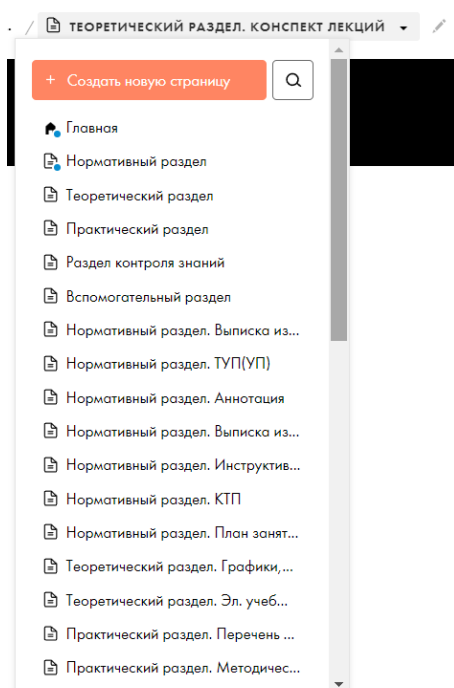 . / ТЕОРЕТИЧЕСКИЙ РАЗДЕЛ. КОНСПЕКТ ЛЕКЦИЙ
+ Создать новую страницу
Главная
Нормативный раздел
Теоретический раздел
Практический раздел
Раздел контроля знаний
Вспомогательный раздел
Нормативный раздел. Выписка из...
Нормативный раздел. ТУП(УП)
Нормативный раздел. Аннотация
Нормативный раздел. Выписка из...
Нормативный раздел. Инструктив...
Нормативный раздел. КТП
Нормативный раздел. План занят...
Теоретический раздел. Графики,...
Теоретический раздел. Эл. учеб...
Практический раздел. Перечень ...
Практический раздел. Методичес...